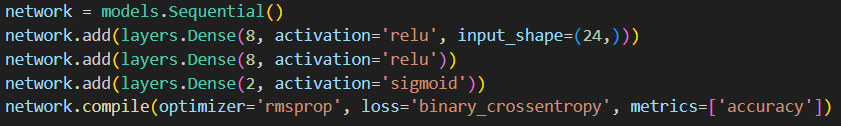 network = models.Sequential()
network.add(layers.Dense(8, activation='relu', input_shape=(24,)))
network.add(layers.Dense(8, activation='relu'))
network.add(layers.Dense(2, activation='sigmoid'))
network.compile(optimizer='rmsprop', loss='binary_crossentropy', metrics=['accuracy'])